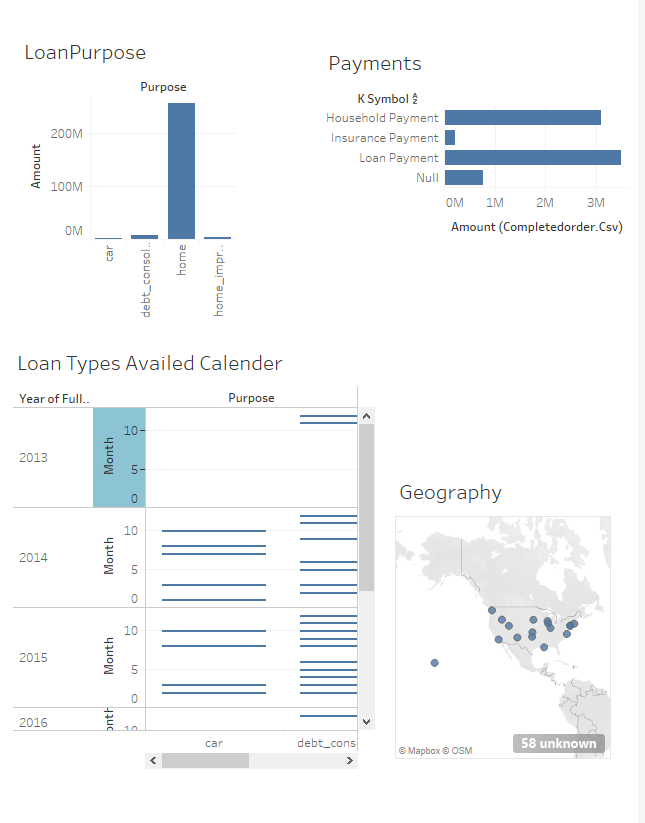 LoanPurpose
Purpose
Amount
200M
100M
0M
car
debt_consol..
home
home_impr..
Payments
K Symbol
Household Payment
Insurance Payment
Loan Payment
Null
0M 1M 2M 3M
Amount (Completedorder.Csv)
Loan Types Availed Calender
Year of Full.. Purpose
2013 Month 10 5 0
2014 Month 10 5 0
2015 Month 10 5 0
2016 onth 10
car debt_cons
Geography
58 unknown
© Mapbox © OSM